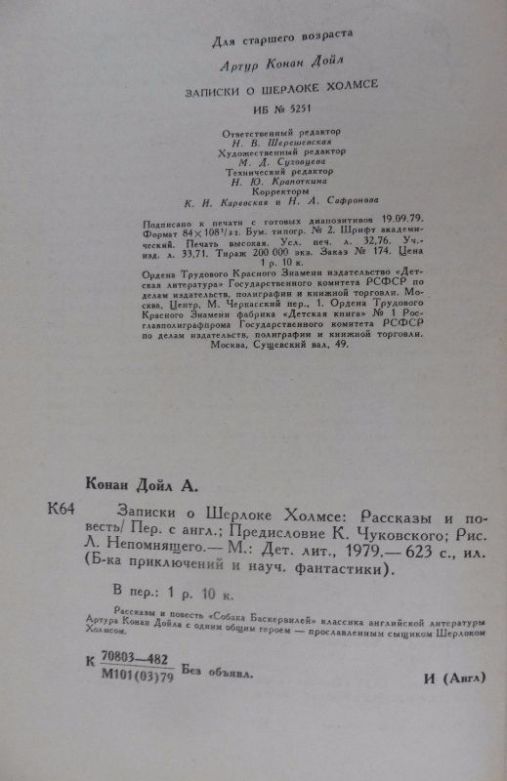 Для старшего возраста
Артур Конан Дойл
ЗАПИСКИ О ШЕРЛОКЕ ХОЛМСЕ
ИБ № 5251
Ответственный редактор
Н. В. Шерешевская
Художественный редактор
М. Д. Суховцева
Технический редактор
Н. Ю. Крапоткина
Корректоры
К. И. Каревская и Н. А. Сафронова
Подписано к печати с готовых диапозитивов 19.09.79.
Формат 84×108¹/₃₂. Бум. типогр. № 2. Шрифт академи-
ческий. Печать высокая. Усл. печ. л. 32,76. Уч.-
изд. л. 33,71. Тираж 200 000 экз. Заказ № 174. Цена
1 р. 10 к.
Ордена Трудового Красного Знамени издательство «Дет-
ская литература» Государственного комитета РСФСР по
делам издательств, полиграфии и книжной торговли. Мо-
сква, Центр, М. Черкасский пер., 1. Ордена Трудового
Красного Знамени фабрика «Детская книга» № 1 Рос-
главполиграфпрома Государственного комитета РСФСР
по делам издательств, полиграфии и книжной торговли.
Москва, Сущевский вал, 49.
Конан Дойл А.
К64 Записки о Шерлоке Холмсе: Рассказы и по-
весть/ Пер. с англ.; Предисловие К. Чуковского; Рис.
Л. Непомнящего.— М.: Дет. лит., 1979.— 623 с., ил.
(Б-ка приключений и науч. фантастики).
В пер.: 1 р. 10 к.
Рассказы и повесть «Собака Баскервилей» классика английской литературы
Артура Конан Дойла с одним общим героем — прославленным сыщиком Шерлоком
Холмсом.
К 70803—482
М101(03)79 Без объявл.
И (Англ)